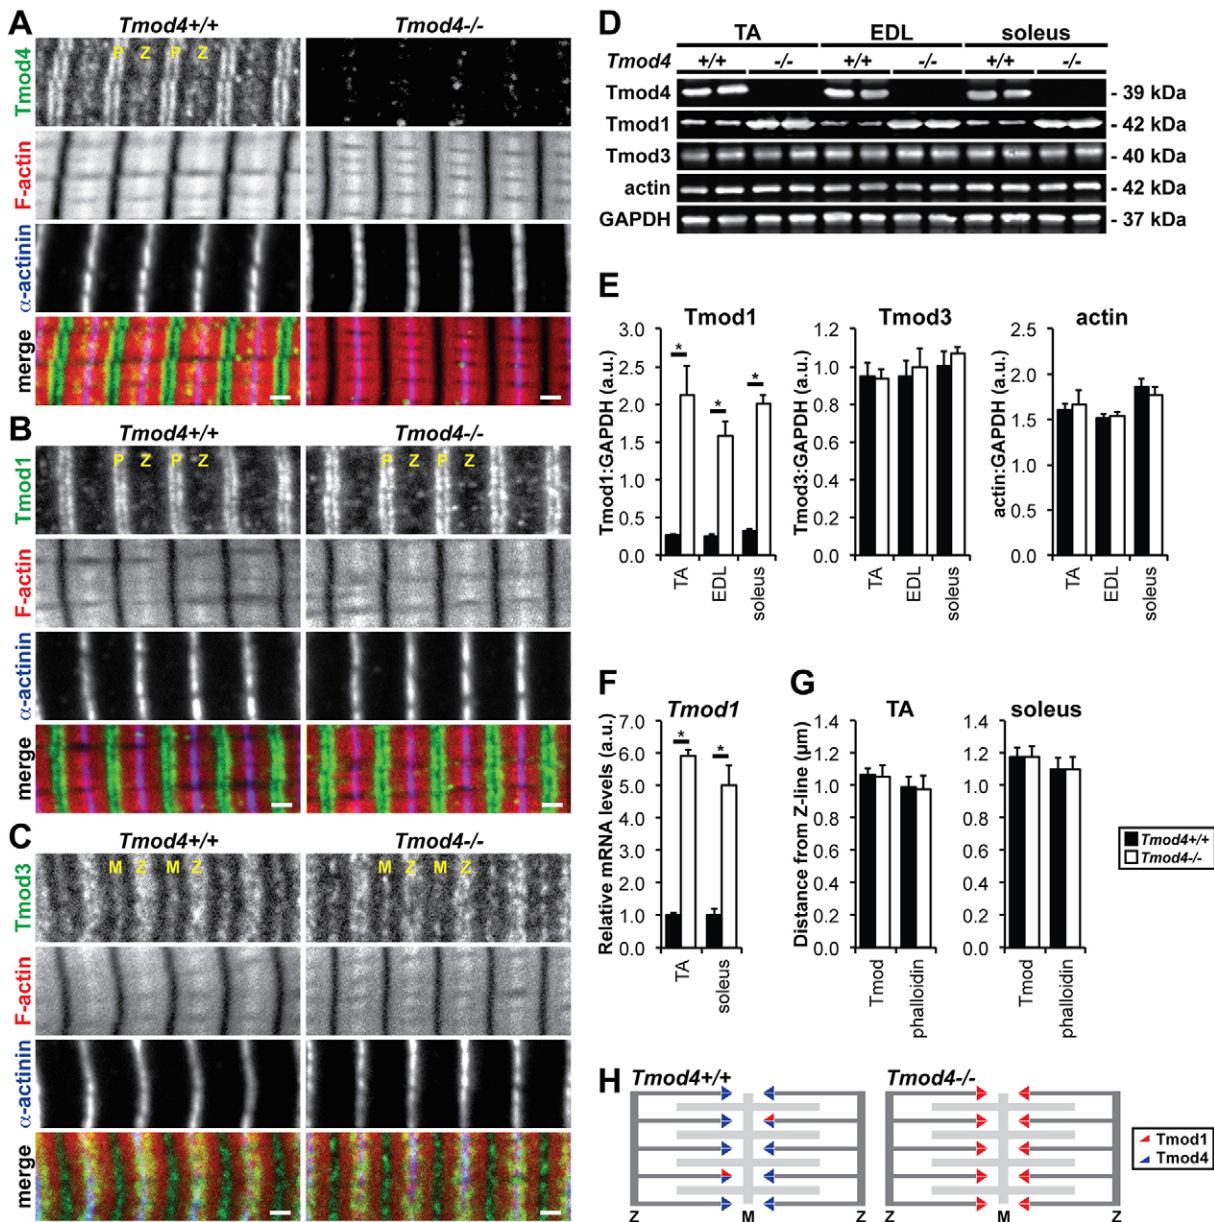 A
Tmod4+/+ Tmod4-/-
Tmod4
P Z P Z
F-actin
α-actinin
merge
B
Tmod4+/+ Tmod4-/-
Tmod1
P Z P Z P Z P Z
F-actin
α-actinin
merge
C
Tmod4+/+ Tmod4-/-
Tmod3
M Z M Z M Z M Z
F-actin
α-actinin
merge
D
TA EDL soleus
Tmod4 +/+ -/- +/+ -/- +/+ -/-
Tmod4 - 39 kDa
Tmod1 - 42 kDa
Tmod3 - 40 kDa
actin - 42 kDa
GAPDH - 37 kDa
E
Tmod1
Tmod1:GAPDH (a.u.)
3.0
2.5
2.0
1.5
1.0
0.5
0.0
* * *
TA EDL soleus
Tmod3
Tmod3:GAPDH (a.u.)
1.2
1.0
0.8
0.6
0.4
0.2
0.0
TA EDL soleus
actin
actin:GAPDH (a.u.)
2.5
2.0
1.5
1.0
0.5
0.0
TA EDL soleus
F
Tmod1
Relative mRNA levels (a.u.)
7.0
6.0
5.0
4.0
3.0
2.0
1.0
0.0
* *
TA soleus
G
TA
Distance from Z-line (µm)
1.4
1.2
1.0
0.8
0.6
0.4
0.2
0.0
Tmod phalloidin
soleus
1.4
1.2
1.0
0.8
0.6
0.4
0.2
0.0
Tmod phalloidin
Tmod4+/+
Tmod4-/-
H
Tmod4+/+ Tmod4-/-
Z M Z Z M Z
Tmod1
Tmod4